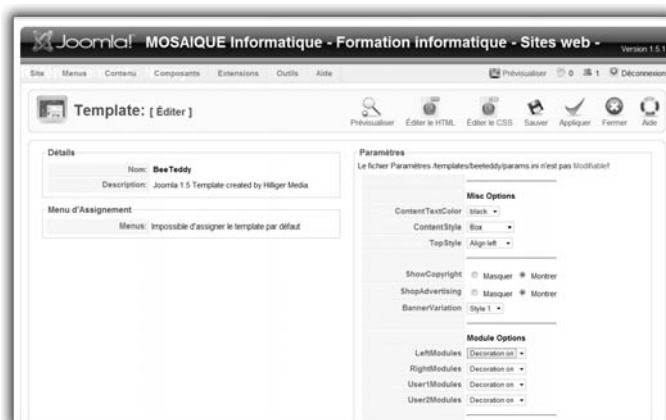 Joomla! MOSAIQUE Informatique - Formation informatique - Sites web - Version 1.5.1
Site Menus Contenu Composants Extensions Outils Aide Prévisualiser 0 1 Déconnexion
Template: [ Éditer ]
Prévisualiser Éditer le HTML Éditer le CSS Sauver Appliquer Fermer Aide
Détails
Nom: BeeTeddy
Description: Joomla 1.5 Template created by Hilliger Media
Menu d'Assignement
Menus: Impossible d'assigner le template par défaut
Paramètres
Le fichier Paramètres /templates/beeteddy/params.ini n'est pas Modifiable!
Misc Options
ContentTextColor black
ContentStyle Box
TopStyle Align left
ShowCopyright Masquer Montrer
ShopAdvertising Masquer Montrer
BannerVariation Style 1
Module Options
LeftModules Decoration on
RightModules Decoration on
User1Modules Decoration on
User2Modules Decoration on